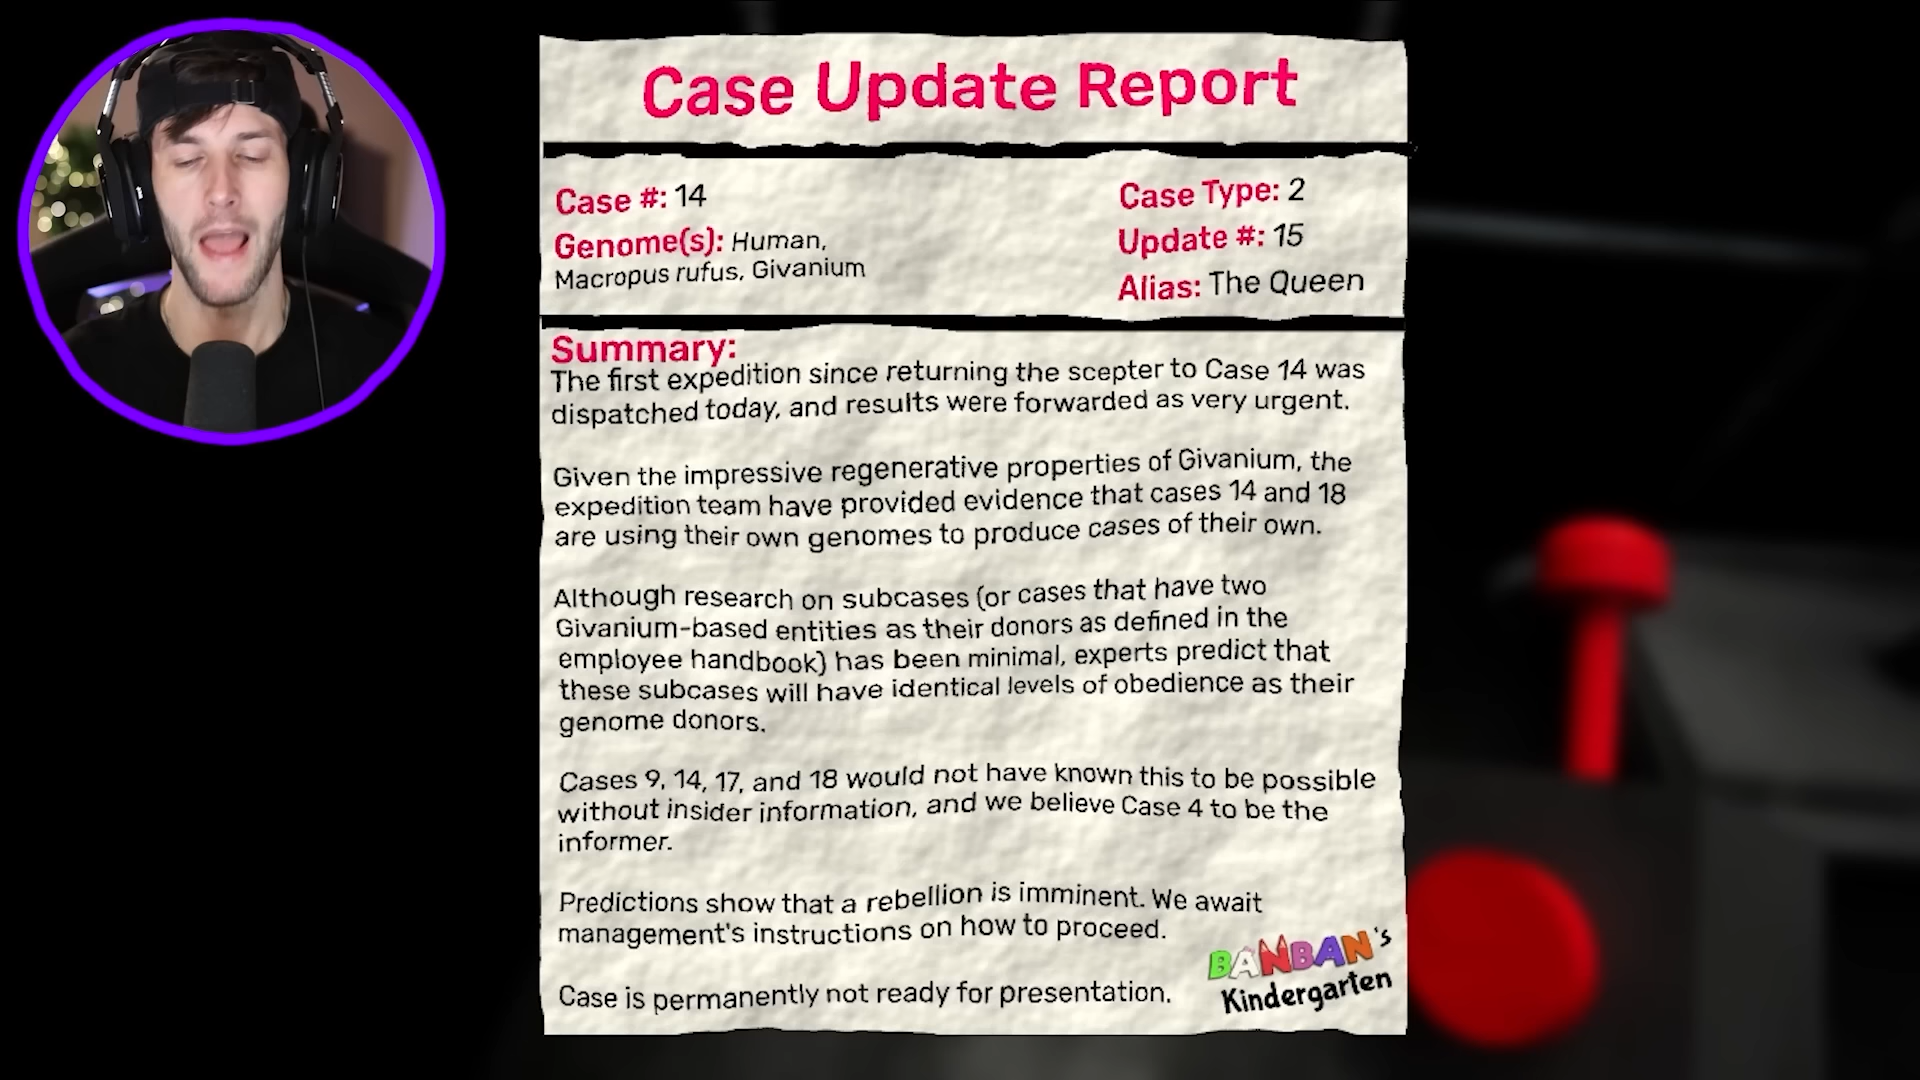 Case Update Report
Case #: 14
Genome(s): Human,
Macropus rufus, Givanium
Case Type: 2
Update #: 15
Alias: The Queen
Summary:
The first expedition since returning the scepter to Case 14 was
dispatched today, and results were forwarded as very urgent.
Given the impressive regenerative properties of Givanium, the
expedition team have provided evidence that cases 14 and 18
are using their own genomes to produce cases of their own.
Although research on subcases (or cases that have two
Givanium-based entities as their donors as defined in the
employee handbook) has been minimal, experts predict that
these subcases will have identical levels of obedience as their
genome donors.
Cases 9, 14, 17, and 18 would not have known this to be possible
without insider information, and we believe Case 4 to be the
informer.
Predictions show that a rebellion is imminent. We await
management's instructions on how to proceed.
Case is permanently not ready for presentation.
BANBAN's
Kindergarten